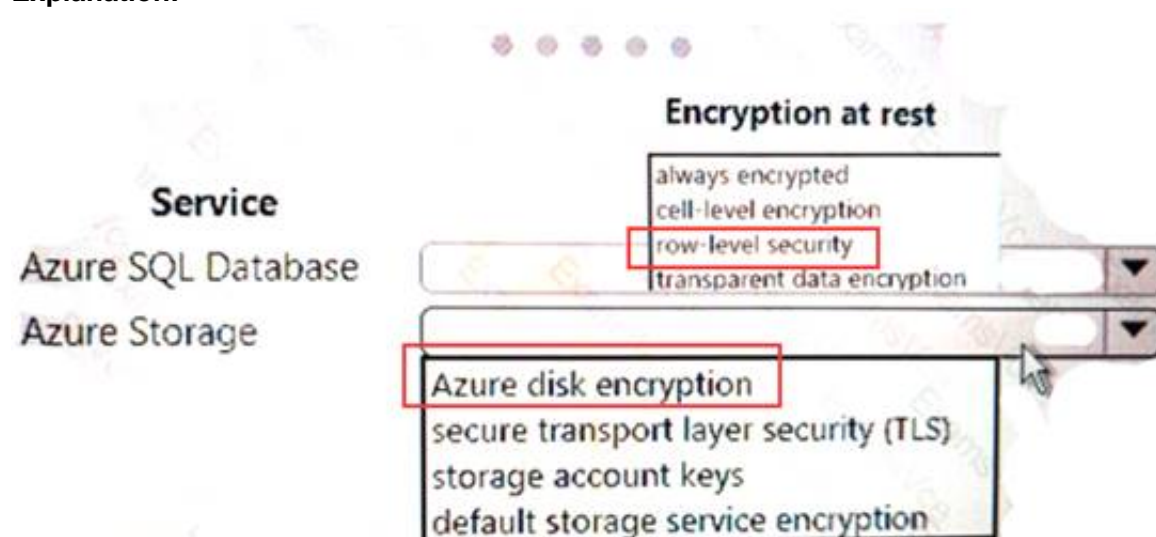 Explanation:
Encryption at rest
Service
always encrypted
cell-level encryption
row-level security
transparent data encryption
Azure SQL Database
Azure Storage
Azure disk encryption
secure transport layer security (TLS)
storage account keys
default storage service encryption